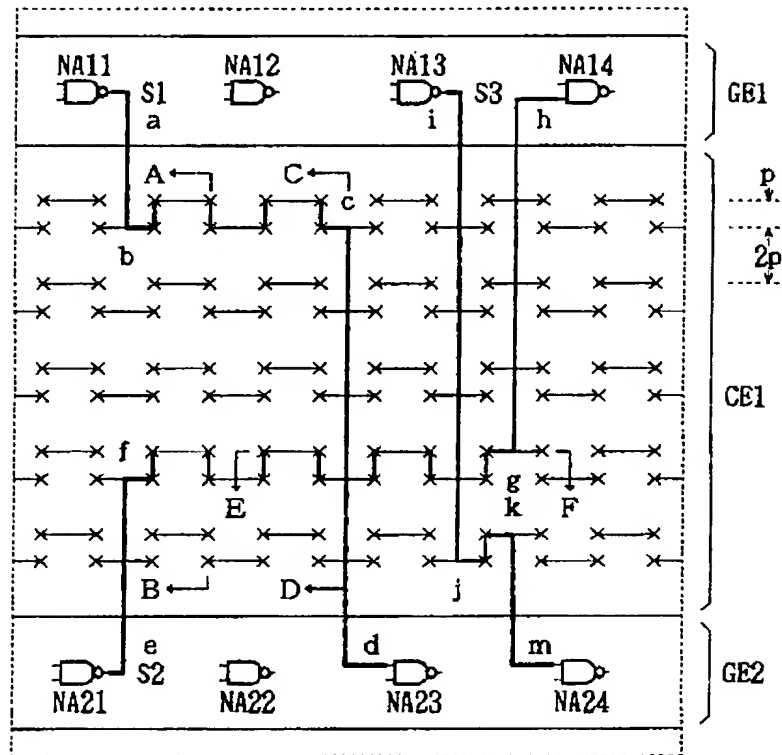 NA11 NA12 NA13 NA14
S1 S3 GE1
a i h
A C p
c
b 2p
CE1
f
g
E k F
B D j
e d m
S2 GE2
NA21 NA22 NA23 NA24